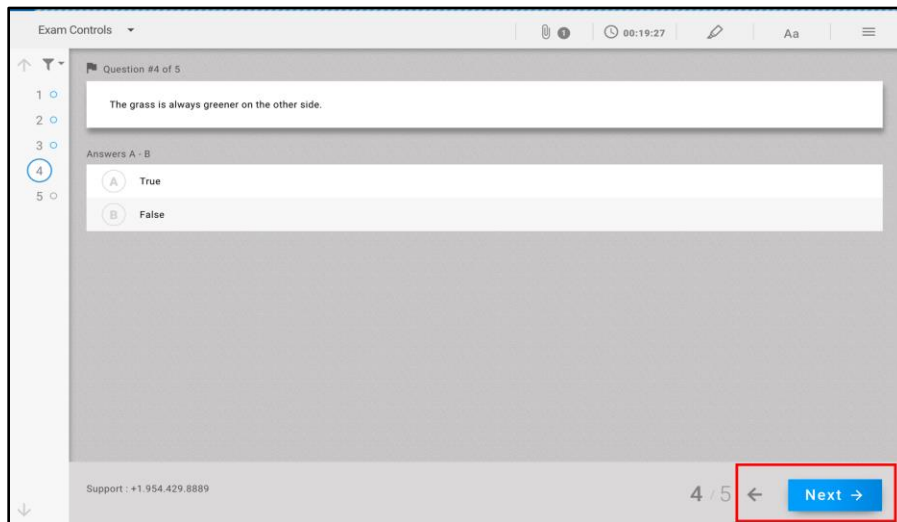 Exam Controls
1
00:19:27
Aa
Question #4 of 5
1
2
3
4
5
The grass is always greener on the other side.
Answers A - B
A True
B False
Support : +1.954.429.8889
4 / 5
Next →